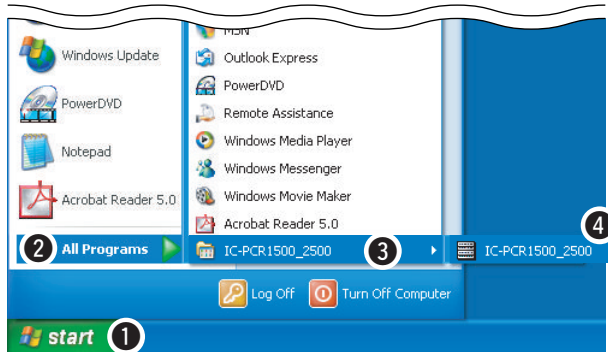 Windows Update
PowerDVD
Notepad
Acrobat Reader 5.0
2 All Programs
MSN
Outlook Express
PowerDVD
Remote Assistance
Windows Media Player
Windows Messenger
Windows Movie Maker
Acrobat Reader 5.0
IC-PCR1500_2500 3
4
IC-PCR1500_2500
Log Off
Turn Off Computer
start 1